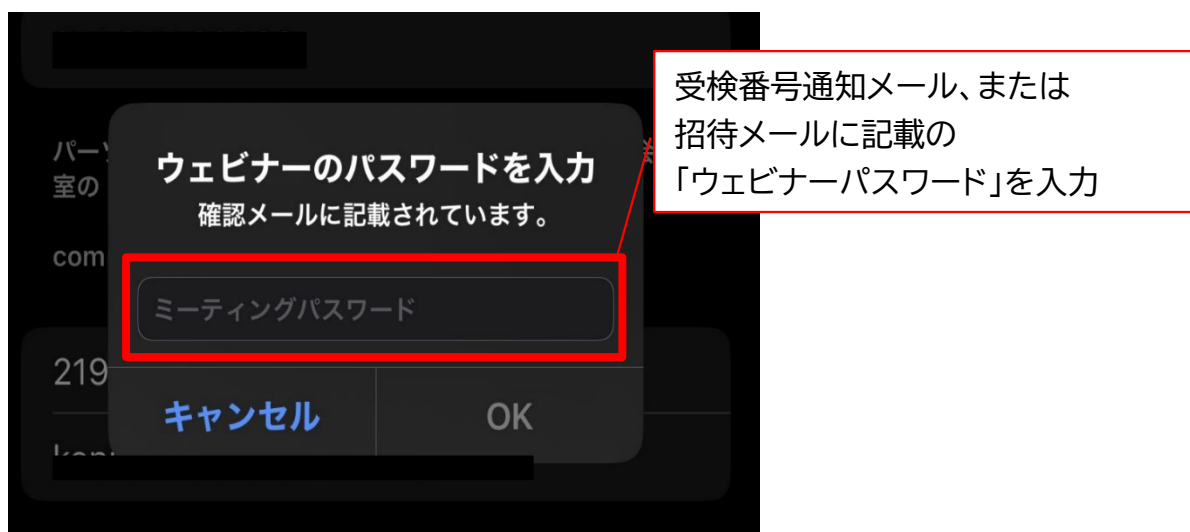 受検番号通知メール、または
招待メールに記載の
「ウェビナーパスワード」を入力
パー
室の
ウェビナーのパスワードを入力
確認メールに記載されています。
com
ミーティングパスワード
219
キャンセル OK